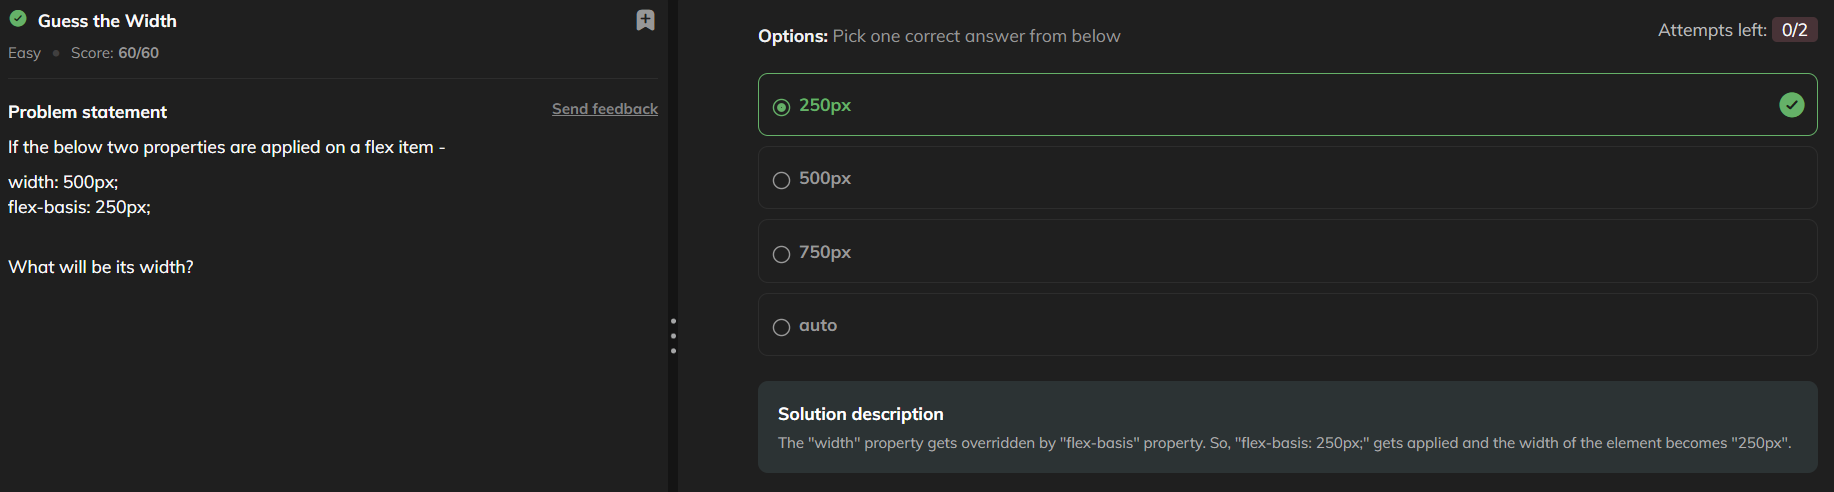 Guess the Width
Easy • Score: 60/60
Problem statement
Send feedback
If the below two properties are applied on a flex item -
width: 500px;
flex-basis: 250px;
What will be its width?
Options: Pick one correct answer from below
Attempts left: 0/2
250px
500px
750px
auto
Solution description
The "width" property gets overridden by "flex-basis" property. So, "flex-basis: 250px;" gets applied and the width of the element becomes "250px".